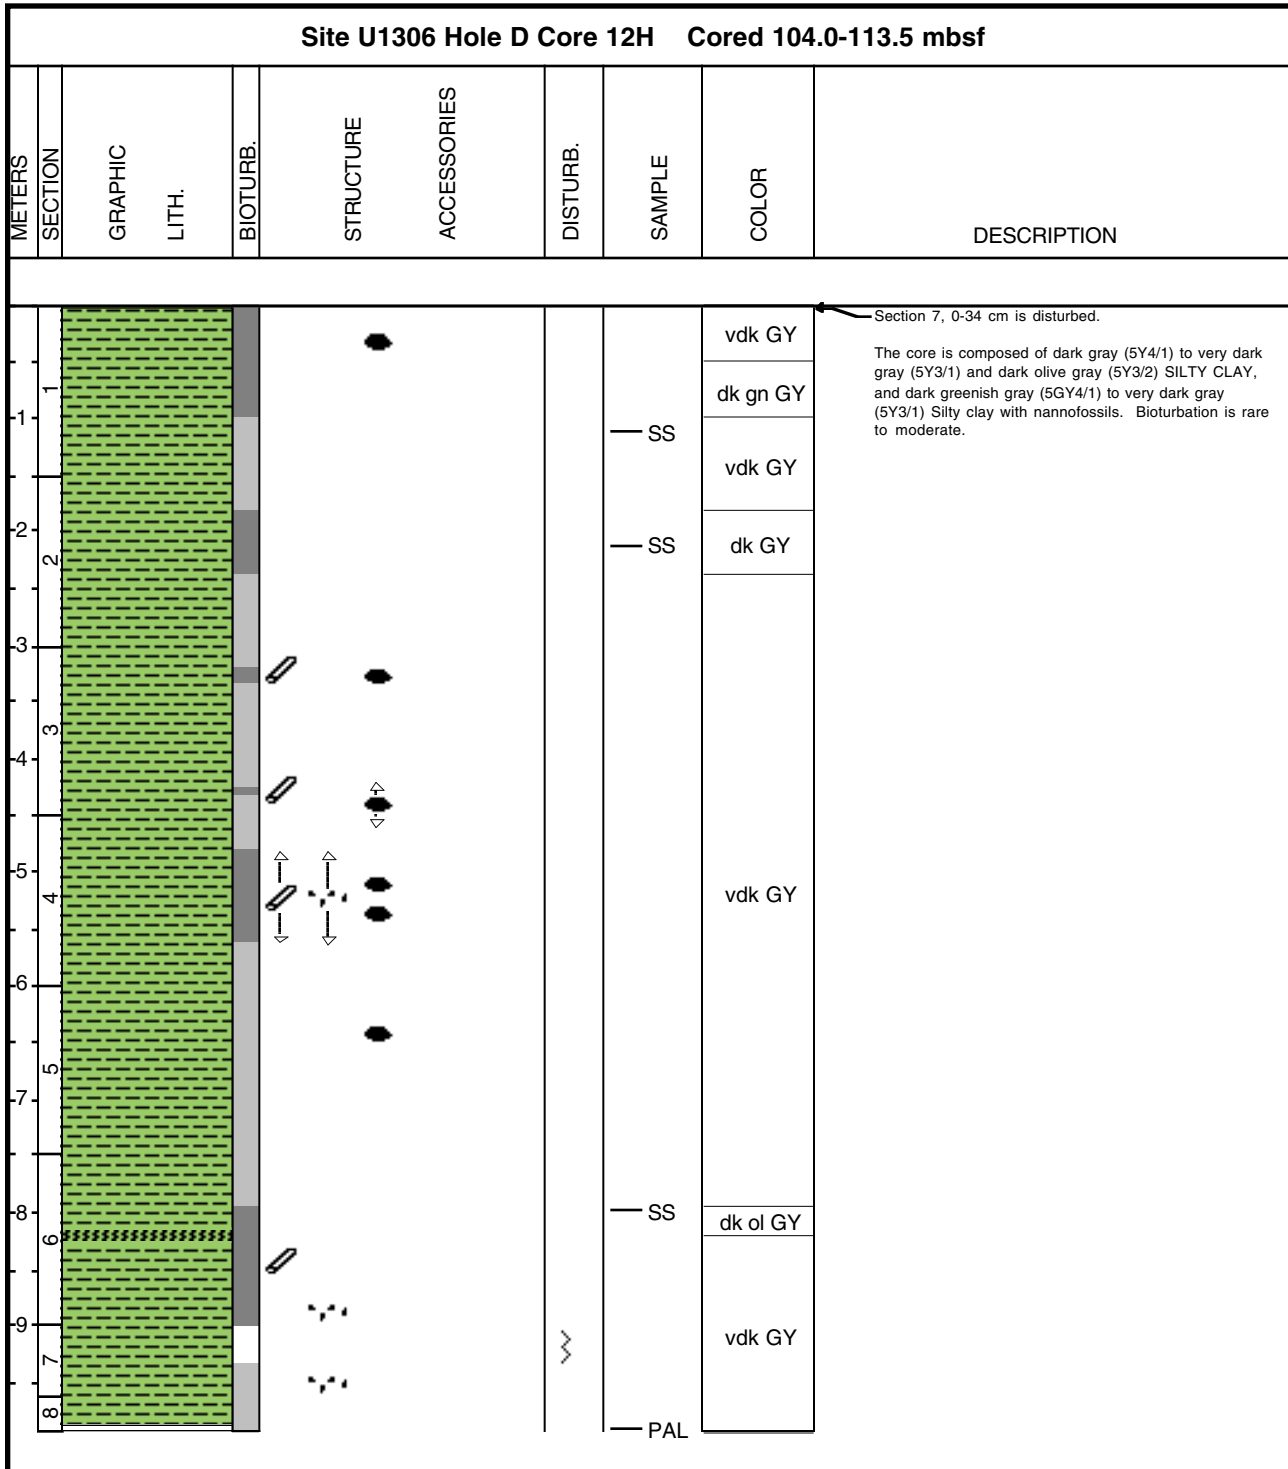 Site U1306 Hole D Core 12H Cored 104.0-113.5 mbsf
METERS
SECTION
GRAPHIC
LITH.
BIOTURB.
STRUCTURE
ACCESSORIES
DISTURB.
SAMPLE
COLOR
DESCRIPTION
vdk GY
Section 7, 0-34 cm is disturbed.
The core is composed of dark gray (5Y4/1) to very dark
gray (5Y3/1) and dark olive gray (5Y3/2) SILTY CLAY,
and dark greenish gray (5GY4/1) to very dark gray
(5Y3/1) Silty clay with nannofossils. Bioturbation is rare
to moderate.
1
dk gn GY
1
SS
vdk GY
2
2
SS
dk GY
3
3
4
5
4
vdk GY
6
5
7
8
SS
6
dk ol GY
9
7
vdk GY
8
PAL